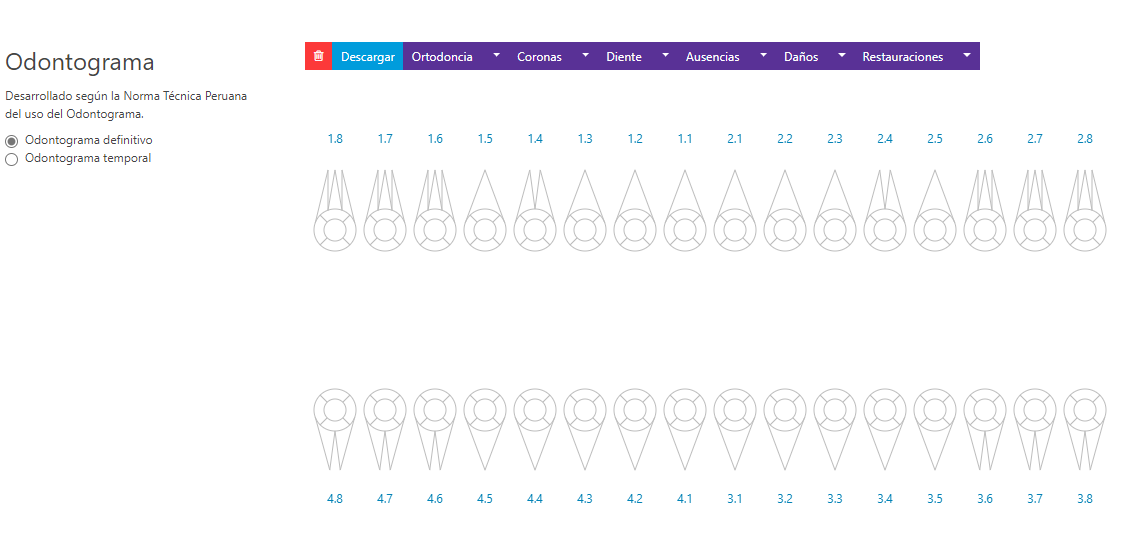 Odontograma
Desarrollado según la Norma Técnica Peruana
del uso del Odontograma.
Odontograma definitivo
Odontograma temporal
Descargar Ortodoncia Coronas Diente Ausencias Daños Restauraciones
1.8 1.7 1.6 1.5 1.4 1.3 1.2 1.1 2.1 2.2 2.3 2.4 2.5 2.6 2.7 2.8
4.8 4.7 4.6 4.5 4.4 4.3 4.2 4.1 3.1 3.2 3.3 3.4 3.5 3.6 3.7 3.8